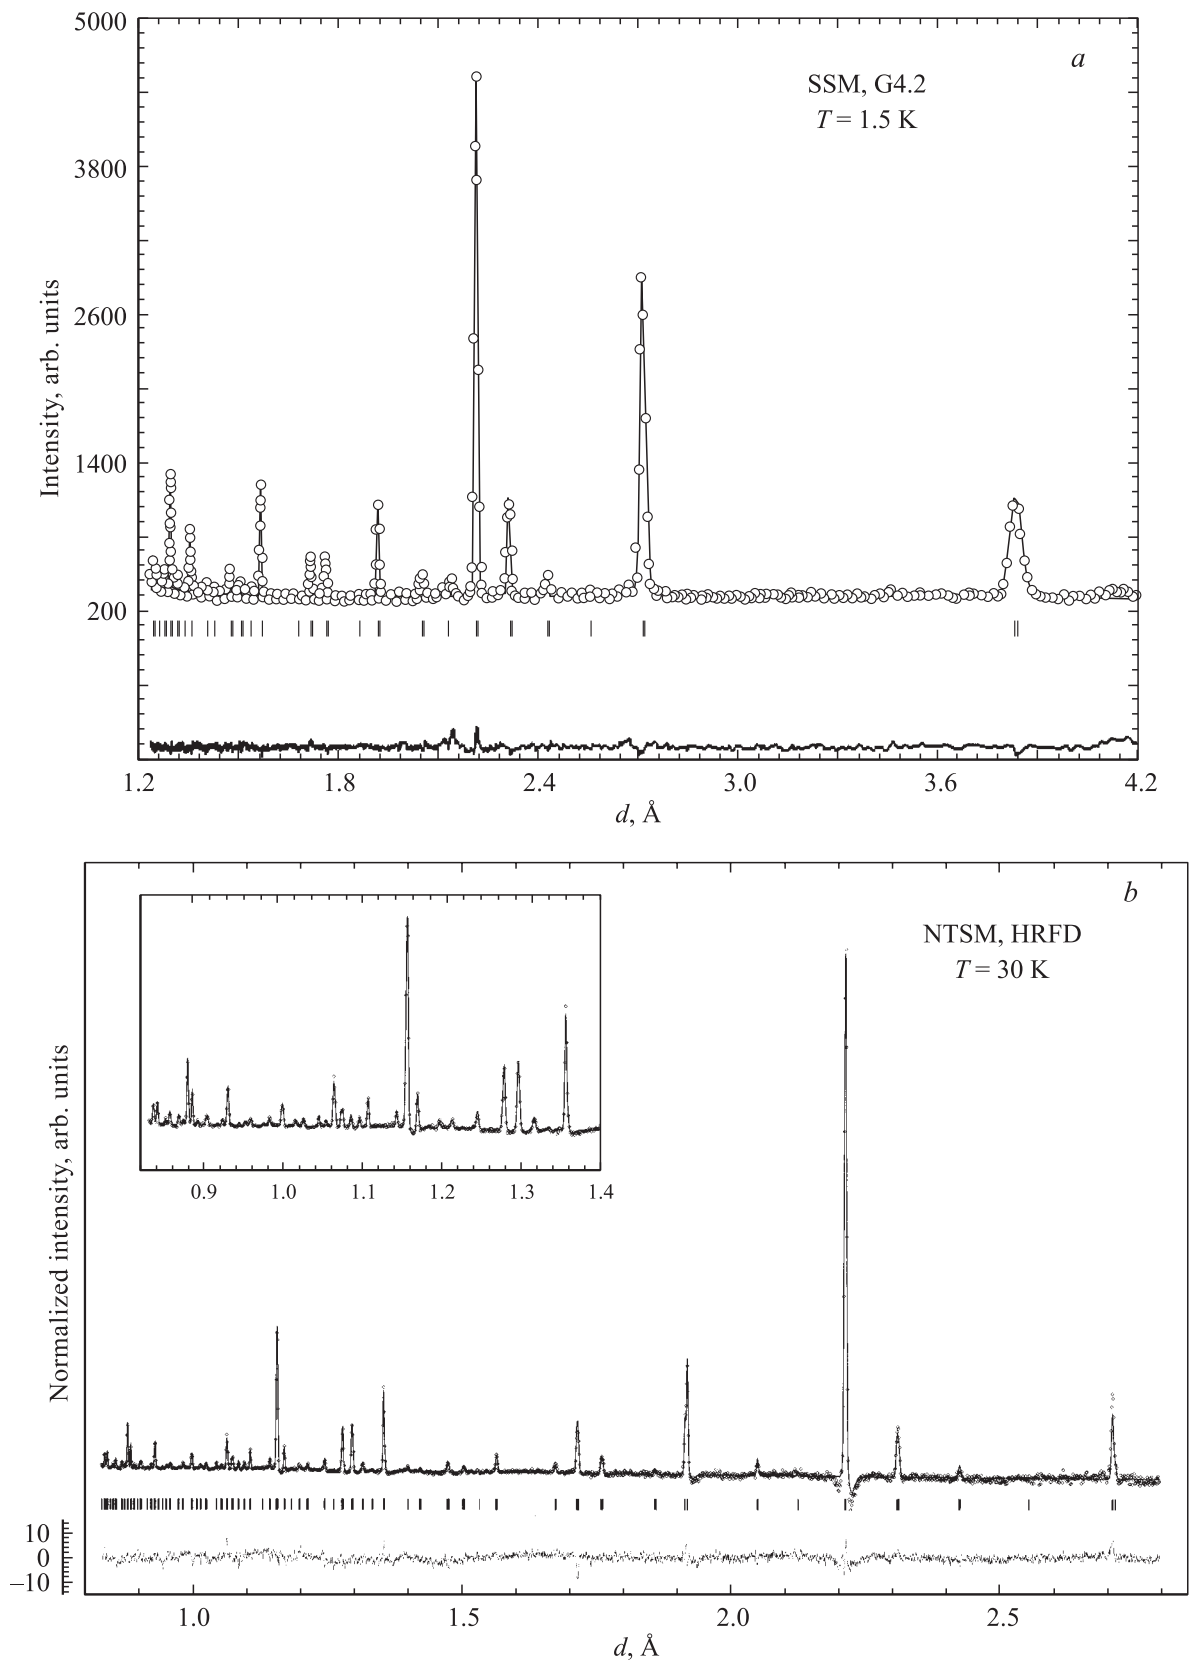 5000
a
SSM, G4.2
T = 1.5 K
3800
2600
1400
200
Intensity, arb. units
1.2 1.8 2.4 3.0 3.6 4.2
d, Å
b
NTSM, HRFD
T = 30 K
0.9 1.0 1.1 1.2 1.3 1.4
Normalized intensity, arb. units
10
0
–10
1.0 1.5 2.0 2.5
d, Å